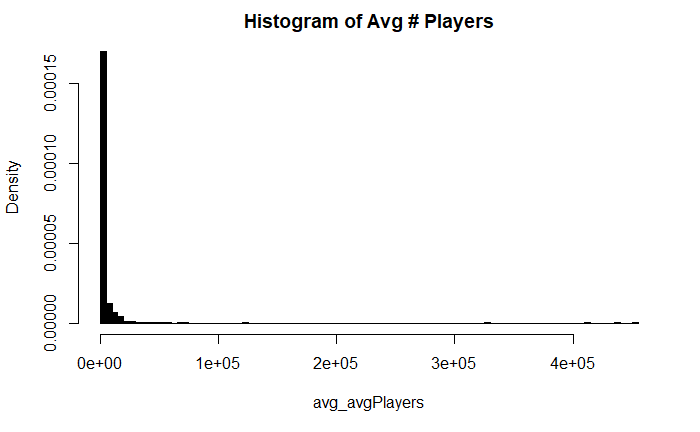 Histogram of Avg # Players
Density
0.00015
0.00010
0.00005
0.00000
0e+00 1e+05 2e+05 3e+05 4e+05
avg_avgPlayers